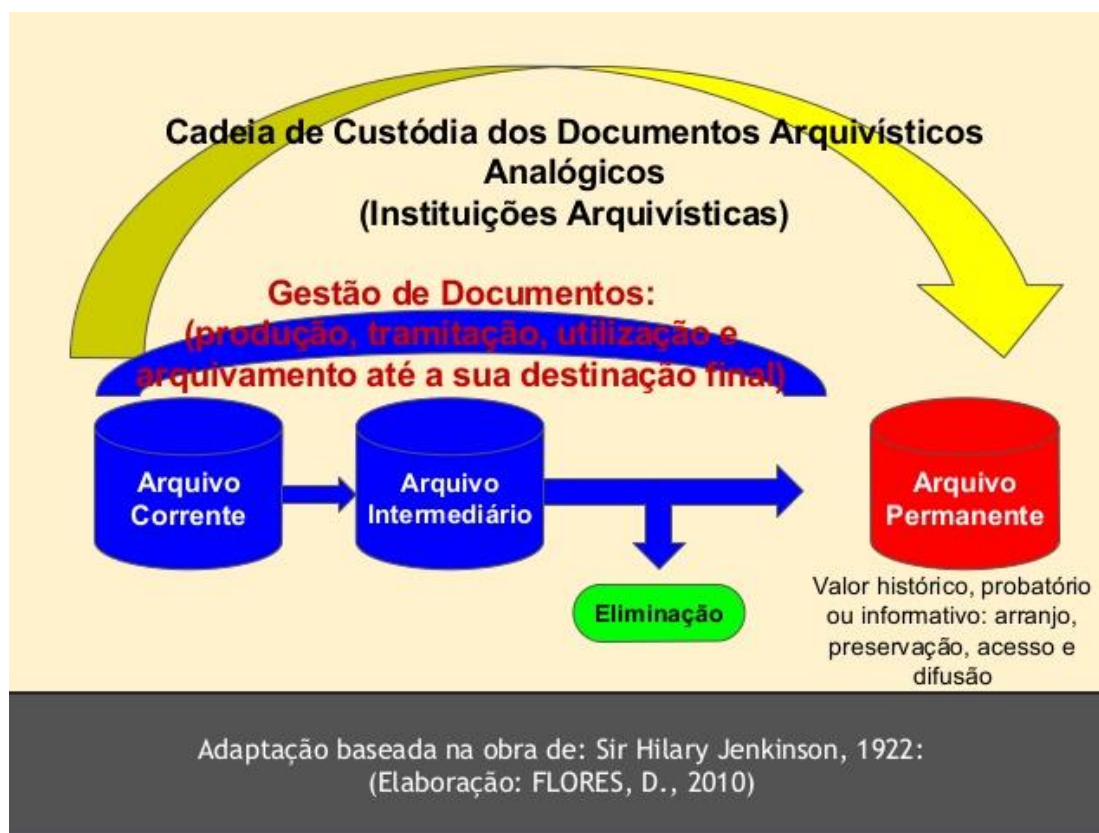 Cadeia de Custódia dos Documentos Arquivísticos
Analógicos
(Instituições Arquivísticas)
Gestão de Documentos:
(produção, tramitação, utilização e
arquivamento até a sua destinação final)
Arquivo
Corrente
Arquivo
Intermediário
Arquivo
Permanente
Eliminação
Valor histórico, probatório
ou informativo: arranjo,
preservação, acesso e
difusão
Adaptação baseada na obra de: Sir Hilary Jenkinson, 1922:
(Elaboração: FLORES, D., 2010)